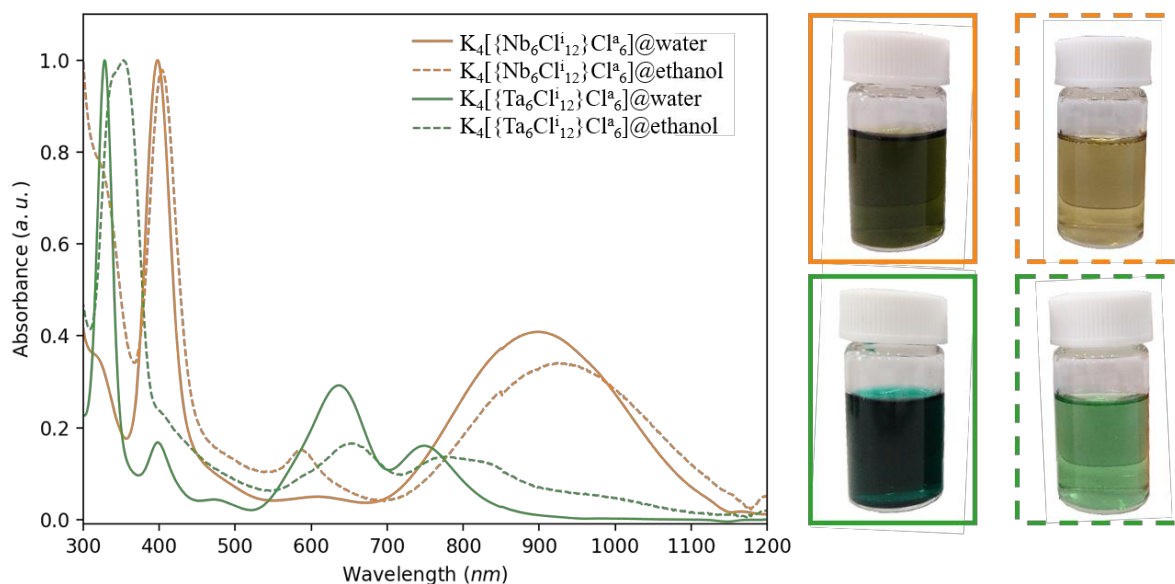 K₄[{Nb₆Clⁱ₁₂}Clᵃ₆]@water
K₄[{Nb₆Clⁱ₁₂}Clᵃ₆]@ethanol
K₄[{Ta₆Clⁱ₁₂}Clᵃ₆]@water
K₄[{Ta₆Clⁱ₁₂}Clᵃ₆]@ethanol
Absorbance (a. u.)
1.0
0.8
0.6
0.4
0.2
0.0
300 400 500 600 700 800 900 1000 1100 1200
Wavelength (nm)